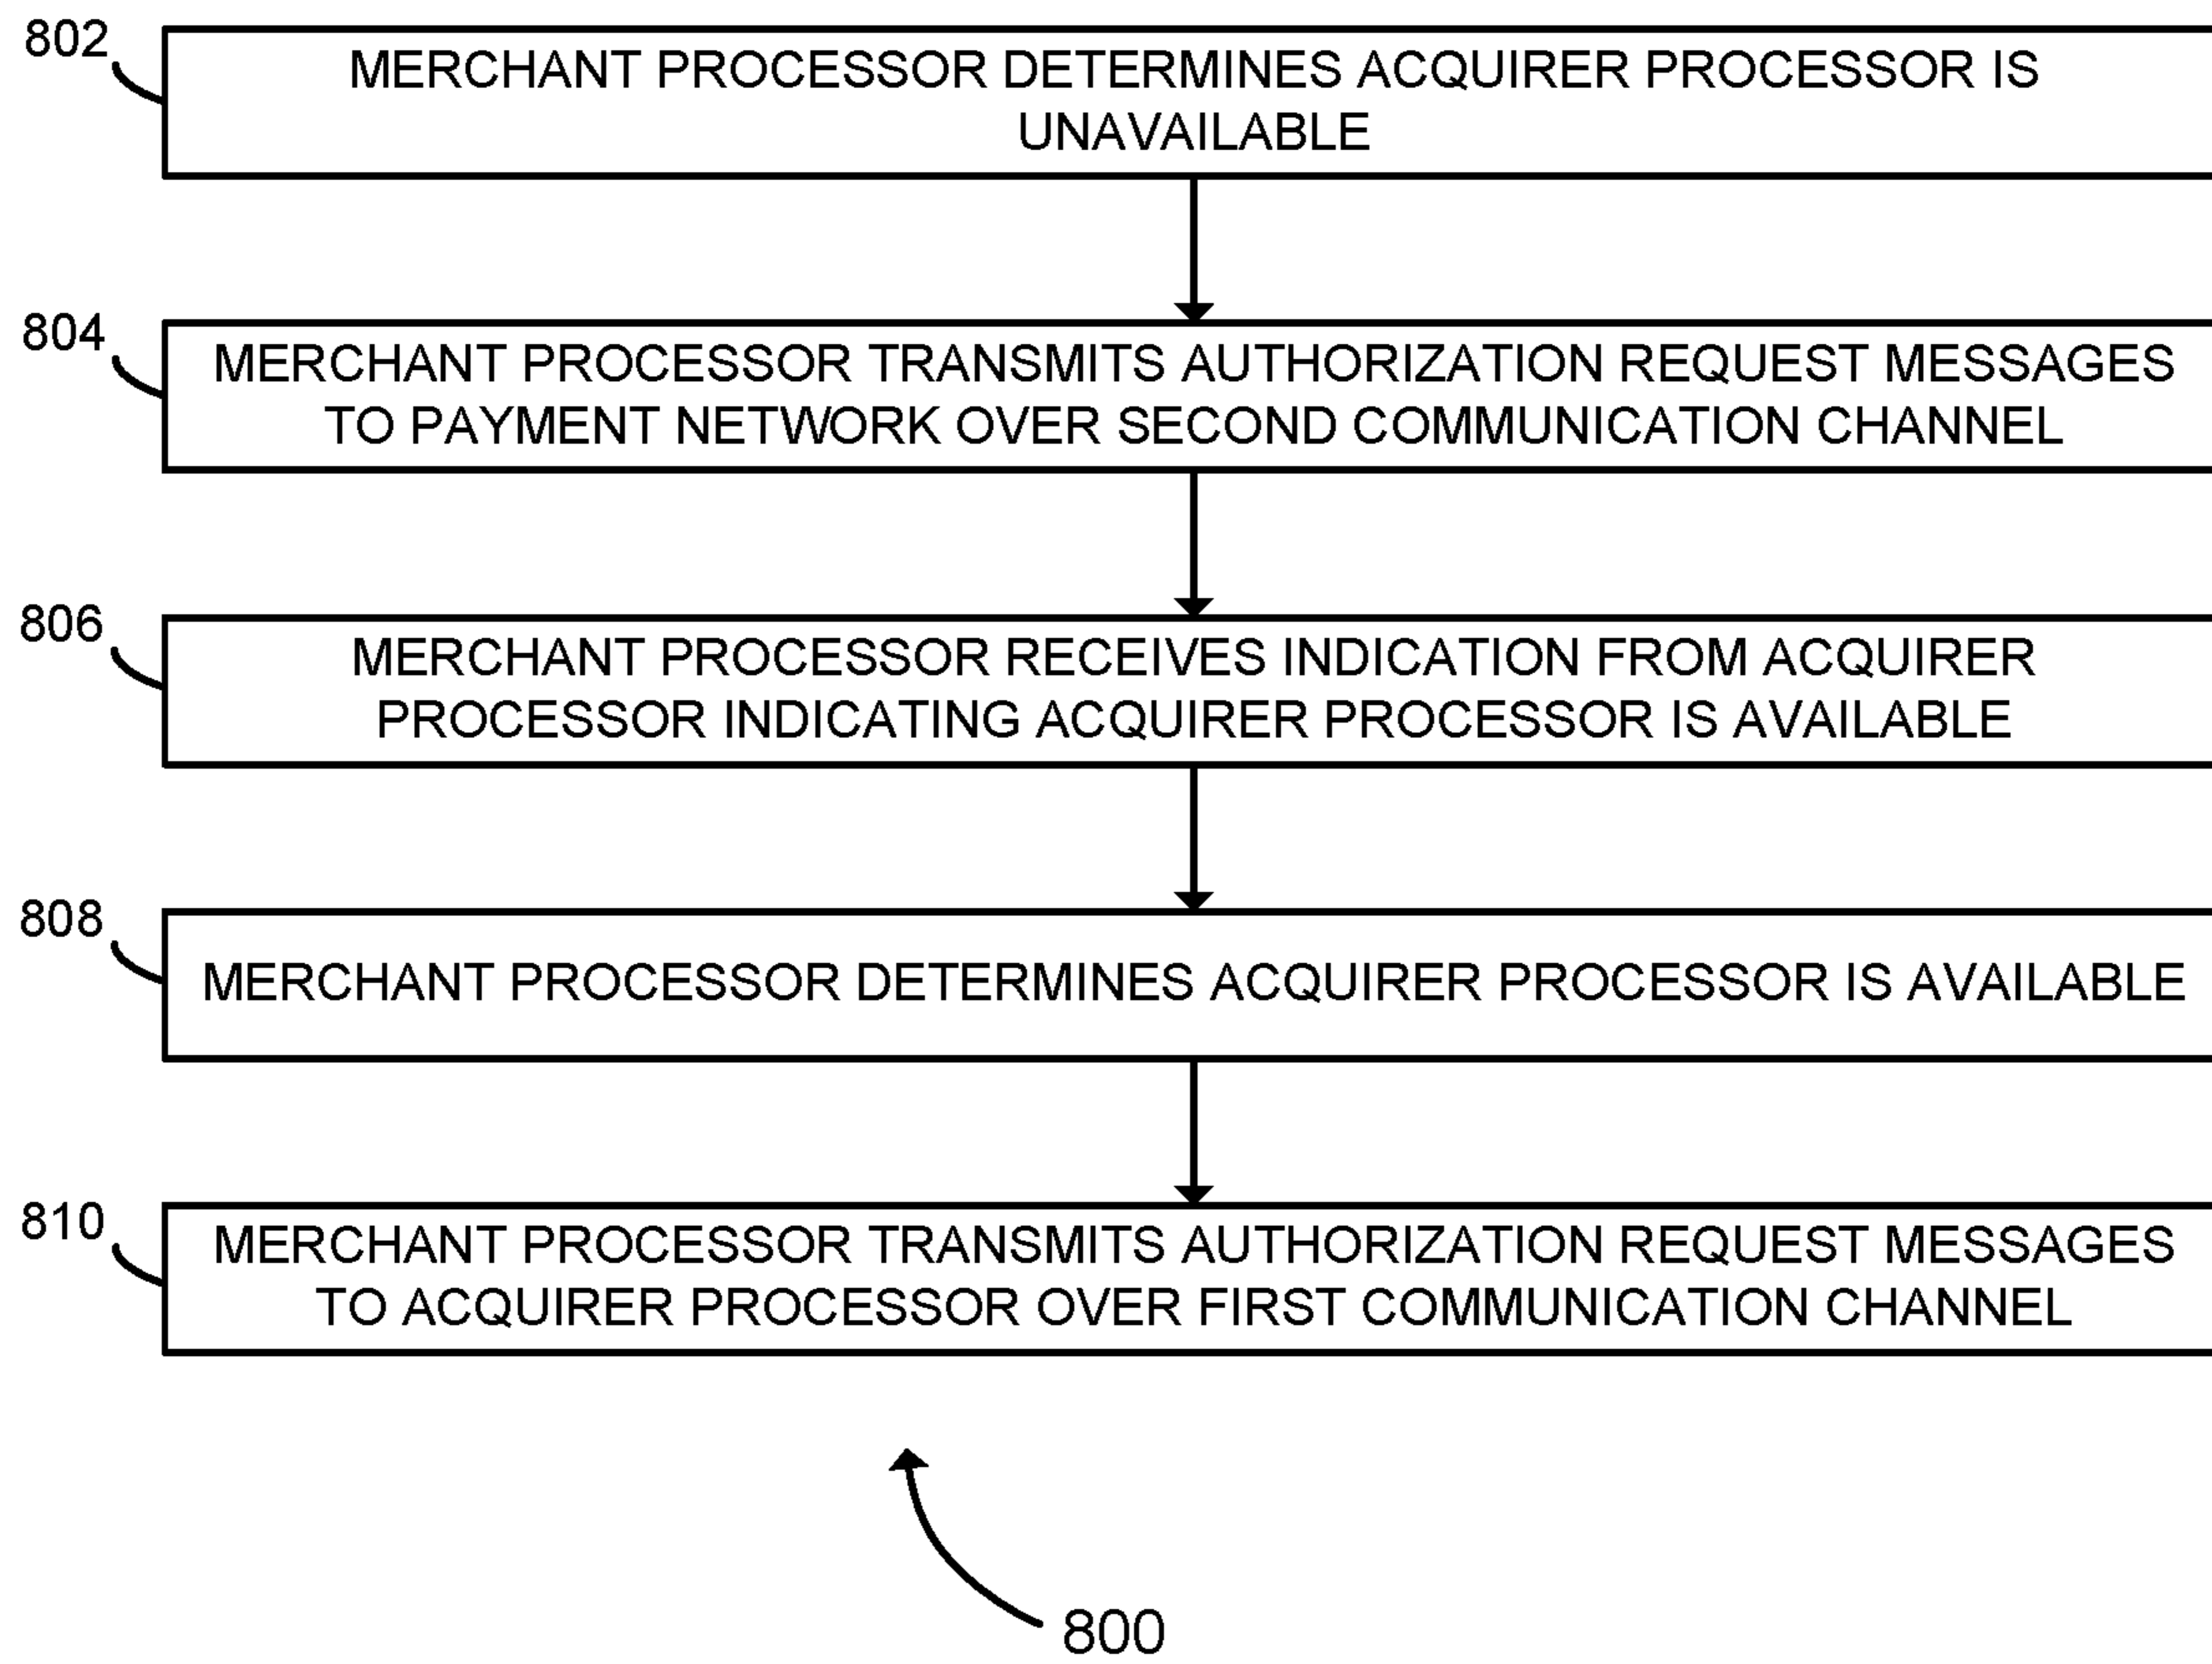 802
MERCHANT PROCESSOR DETERMINES ACQUIRER PROCESSOR IS
UNAVAILABLE
804
MERCHANT PROCESSOR TRANSMITS AUTHORIZATION REQUEST MESSAGES
TO PAYMENT NETWORK OVER SECOND COMMUNICATION CHANNEL
806
MERCHANT PROCESSOR RECEIVES INDICATION FROM ACQUIRER
PROCESSOR INDICATING ACQUIRER PROCESSOR IS AVAILABLE
808
MERCHANT PROCESSOR DETERMINES ACQUIRER PROCESSOR IS AVAILABLE
810
MERCHANT PROCESSOR TRANSMITS AUTHORIZATION REQUEST MESSAGES
TO ACQUIRER PROCESSOR OVER FIRST COMMUNICATION CHANNEL
800